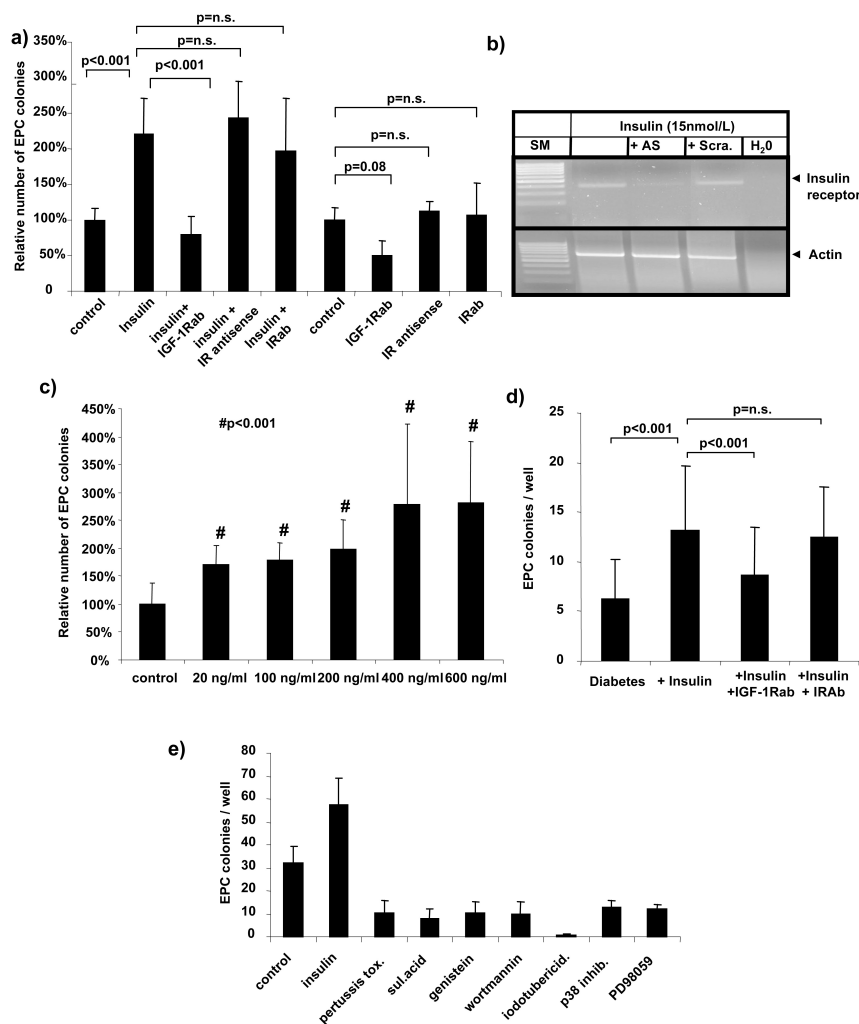 a)
Relative number of EPC colonies
350%
300%
250%
200%
150%
100%
50%
0
p=n.s.
p=n.s.
p<0.001
p<0.001
p=n.s.
p=n.s.
p=0.08
control
Insulin
insulin+
IGF-1Rab
insulin +
IR antisense
Insulin +
IRab
control
IGF-1Rab
IR antisense
IRab
b)
Insulin (15nmol/L)
SM
+ AS
+ Scra.
H20
Insulin
receptor
Actin
c)
Relative number of EPC colonies
450%
400%
350%
300%
250%
200%
150%
100%
50%
0%
#p<0.001
#
#
#
#
#
control
20 ng/ml
100 ng/ml
200 ng/ml
400 ng/ml
600 ng/ml
d)
EPC colonies / well
25
20
15
10
5
0
p=n.s.
p<0.001
p<0.001
Diabetes
+ Insulin
+Insulin
+IGF-1Rab
+Insulin
+ IRAb
e)
EPC colonies / well
80
70
60
50
40
30
20
10
0
control
insulin
pertussis tox.
sul.acid
genistein
wortmannin
iodotubericid.
p38 inhib.
PD98059